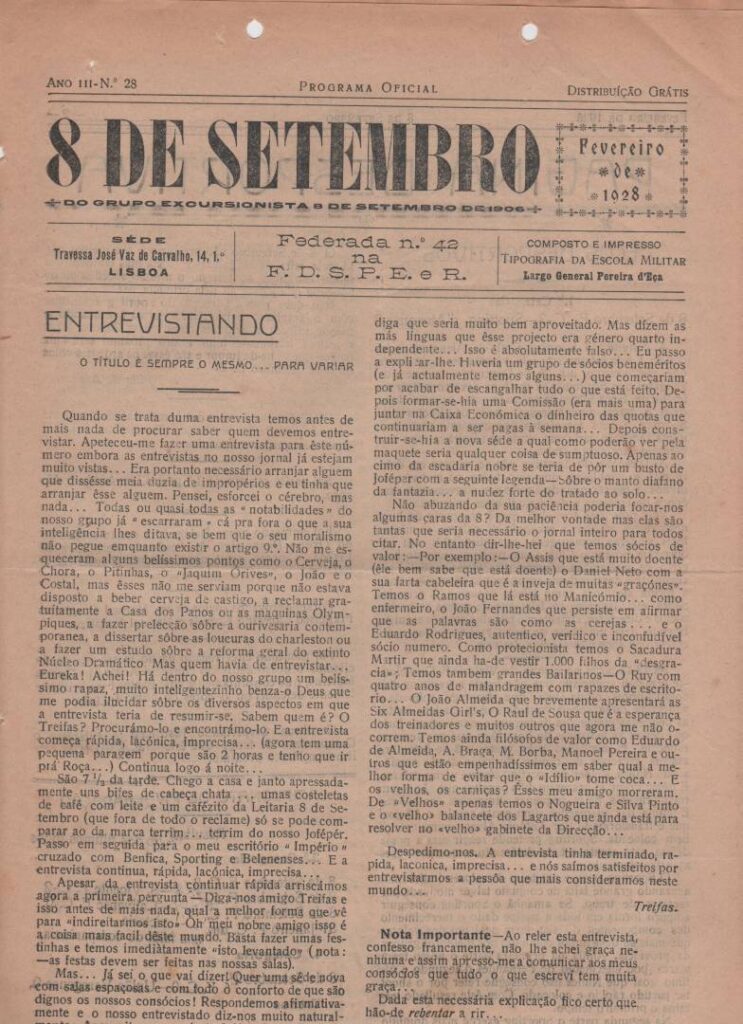 ANO III-N.º 28
PROGRAMA OFICIAL
DISTRIBUÍÇÃO GRÁTIS
8 DE SETEMBRO
DO GRUPO EXCURSIONISTA 8 DE SETEMBRO DE 1906
Fevereiro
de
1928
SÉDE
Travessa José Vaz de Carvalho, 14, 1.º
LISBOA
Federada n.º 42
na
F. D. S. P. E. e R.
COMPOSTO E IMPRESSO
TIPOGRAFIA DA ESCOLA MILITAR
Largo General Pereira d'Eça
ENTREVISTANDO
O TÍTULO É SEMPRE O MESMO... PARA VARIAR
Quando se trata duma entrevista temos antes de
mais nada de procurar saber quem devemos entre-
vistar. Apeteceu-me fazer uma entrevista para êste nú-
mero embora as entrevistas no nosso jornal já estejam
muito vistas... Era portanto necessário arranjar alguem
que dissésse meia duzia de impropérios e eu tinha que
arranjar êsse alguem. Pensei, esforcei o cérebro, mas
nada... Todas ou quasi todas as "notabilidades" do
nosso grupo já "escarraram" cá pra fora o que a sua
inteligência lhes ditava, se bem que o seu moralismo
não pegue emquanto existir o artigo 9.º. Não me es-
queceram alguns belíssimos pontos como o Cerveja, o
Chora, o Pitinhas, o «Jaquim Orives», o João e o
Costal, mas êsses não me serviam porque não estava
disposto a beber cerveja de castigo, a reclamar gra-
tuítamente a Casa dos Panos ou as maquinas Olym-
piques, a fazer prelecção sôbre a ourivesaria contem-
poranea, a dissertar sôbre as loucuras do charleston ou
a fazer um estudo sôbre a reforma geral do extinto
Núcleo Dramático Mas quem havia de entrevistar...
Eureka! Achei! Há dentro do nosso grupo um belis-
simo rapaz, muito inteligentezinho benza-o Deus que
me podia ilucidar sôbre os diversos aspectos em que
a entrevista teria de resumir-se. Sabem quem é? O
Treifas? Procurámo-lo e encontrámo-lo. E a entrevista
começa rápida, lacónica, imprecisa... (agora tem uma
pequena paragem porque são 2 horas e tenho que ir
prá Roça...) Continua logo á noite...
São 7 ½ da tarde. Chego a casa e janto apressada-
mente uns bifes de cabeça chata... umas costeletas
de café com leite e um cafézito da Leitaria 8 de Se-
tembro (que fora de todo o reclame) só se pode com-
parar ao da marca terrim... terrim do nosso Joféper.
Passo em seguida para o meu escritório "Império"
cruzado com Benfica, Sporting e Belenenses... E a
entrevista continua, rápida, lacónica, imprecisa...
Apesar da entrevista continuar rápida arriscámos
agora a primeira pergunta—Diga-nos amigo Treifas e
isso antes de mais nada, qual a melhor forma que vê
para "indireitarmos isto» Oh meu nobre amigo isso é
a coisa mais facil dêste mundo. Basta fazer umas fes-
tinhas e temos imediatamente «isto levantado» (nota:
—as festas devem ser feitas nas nossas salas).
Mas... Já sei o que vai dizer! Quer uma séde nova
com salas espaçosas e com todo o conforto de que são
dignos os nossos consócios! Respondemos afirmativa-
mente e o nosso entrevistado diz-nos muito natural-
diga que seria muito bem aproveitado. Mas dizem as
más línguas que êsse projecto era género quarto in-
dependente... Isso é absolutamente falso... Eu passo
a explicar-lhe. Haveria um grupo de sócios beneméritos
(e já actualmente temos alguns...) que começariam
por acabar de escangalhar tudo o que está feito. De-
pois formar-se-hia uma Comissão (era mais uma) para
juntar na Caixa Económica o dinheiro das quotas que
continuariam a ser pagas à semana... Depois cons-
truir-se-hia a nova séde a qual como poderão ver pela
maquete seria qualquer coisa de sumptuoso. Apenas ao
cimo da escadaria nobre se teria de pôr um busto de
Joféper com a seguinte legenda—Sôbre o manto diafano
da fantazia... a nudez forte do tratado ao solo...
Não abuzando da sua paciência poderia focar-nos
algumas caras da 8? Da melhor vontade mas elas são
tantas que seria necessário o jornal inteiro para todos
citar. No entanto dir-lhe-hei que temos sócios de
valor:—Por exemplo:—O Assis que está muito doente
(êle bem sabe que está doente) o Daniel Neto com a
sua farta cabeleira que é a inveja de muitas «graçónes».
Temos o Ramos que lá está no Manicómio... como
enfermeiro, o João Fernandes que persiste em afirmar
que as palavras são como as cerejas... e o
Eduardo Rodrigues, autentico, verídico e inconfudível
sócio numero. Como protecionista temos o Sacadura
Martir que ainda ha-de vestir 1.000 filhos da «desgra-
cia»; Temos tambem grandes Bailarinos—O Ruy com
quatro anos de malandragem com rapazes de escrito-
rio... O João Almeida que brevemente apresentará as
Six Almeidas Girl's, O Raul de Sousa que é a esperança
dos treinadores e muitos outros que agora me não o-
correm. Temos ainda filósofos de valor como Eduardo
de Almeida, A. Braga, M. Borba, Manoel Pereira e ou-
tros que estão empenhadíssimos em saber qual a me-
lhor forma de evitar que o "Idílio" tome coca... E
os velhos, os carniças? Êsses meu amigo morreram.
De «Velhos» apenas temos o Nogueira e Silva Pinto
e o «velho» balancete dos Lagartos que ainda está para
resolver no «velho» gabinete da Direcção...
Despedimo-nos. A entrevista tinha terminado, ra-
pida, laconica, imprecisa... e nós saímos satisfeitos por
entrevistarmos a pessôa que mais consideramos neste
mundo...
Treifas.
Nota Importante—Ao reler esta entrevista,
confesso francamente, não lhe achei graça ne-
nhuma e assim apresso-me a comunicar aos meus
consócios que tudo o que escreví tem muita
graça...
Dada esta necessária explicação fico certo que
hão-de rebentar a rir...